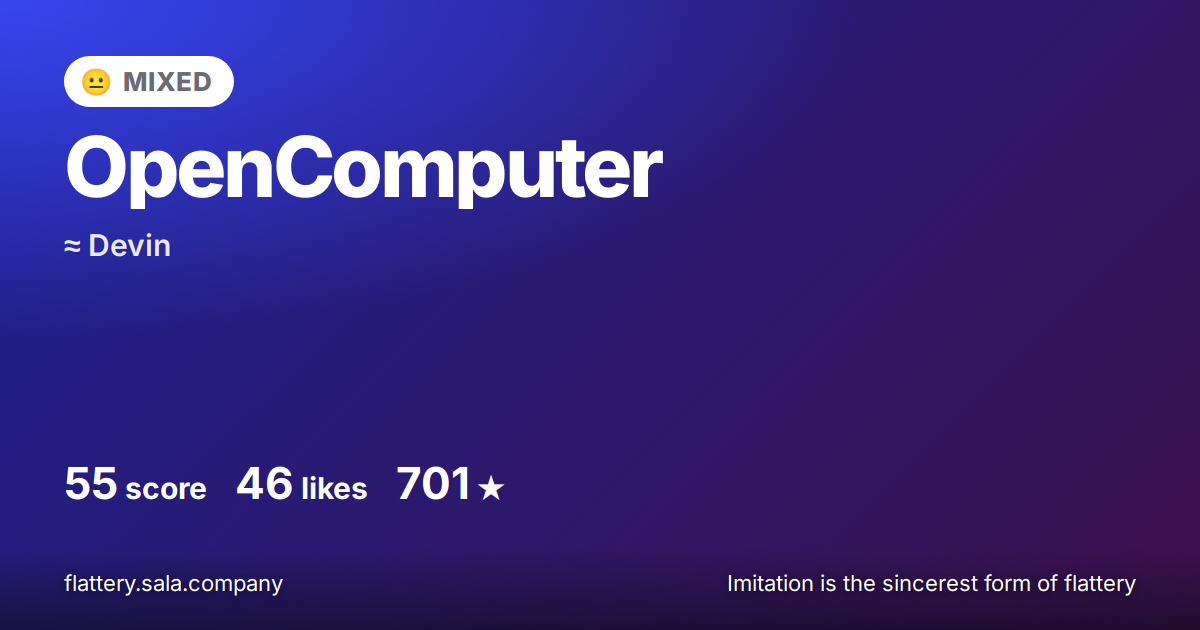 😐 MIXED
OpenComputer
≈ Devin
55 score 46 likes 701 ★
flattery.sala.company
Imitation is the sincerest form of flattery